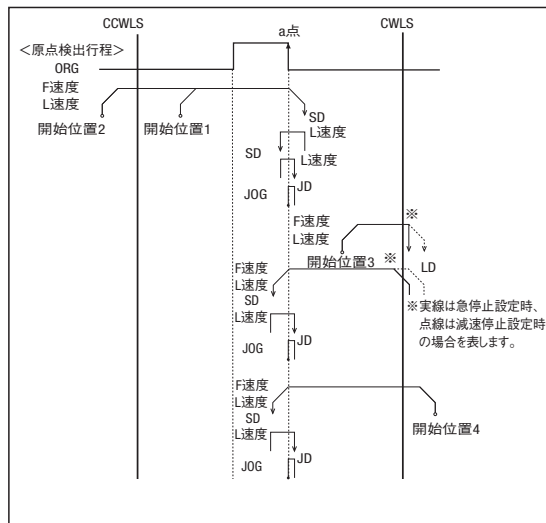 CCWLS
CWLS
a点
<原点検出行程>
ORG
F速度
L速度
開始位置2
開始位置1
SD
L速度
SD
L速度
JOG
JD
F速度
L速度
開始位置3
※
※
LD
F速度
L速度
SD
L速度
JD
JOG
※実線は急停止設定時、
点線は減速停止設定時
の場合を表します。
F速度
L速度
SD
L速度
開始位置4
JOG
JD